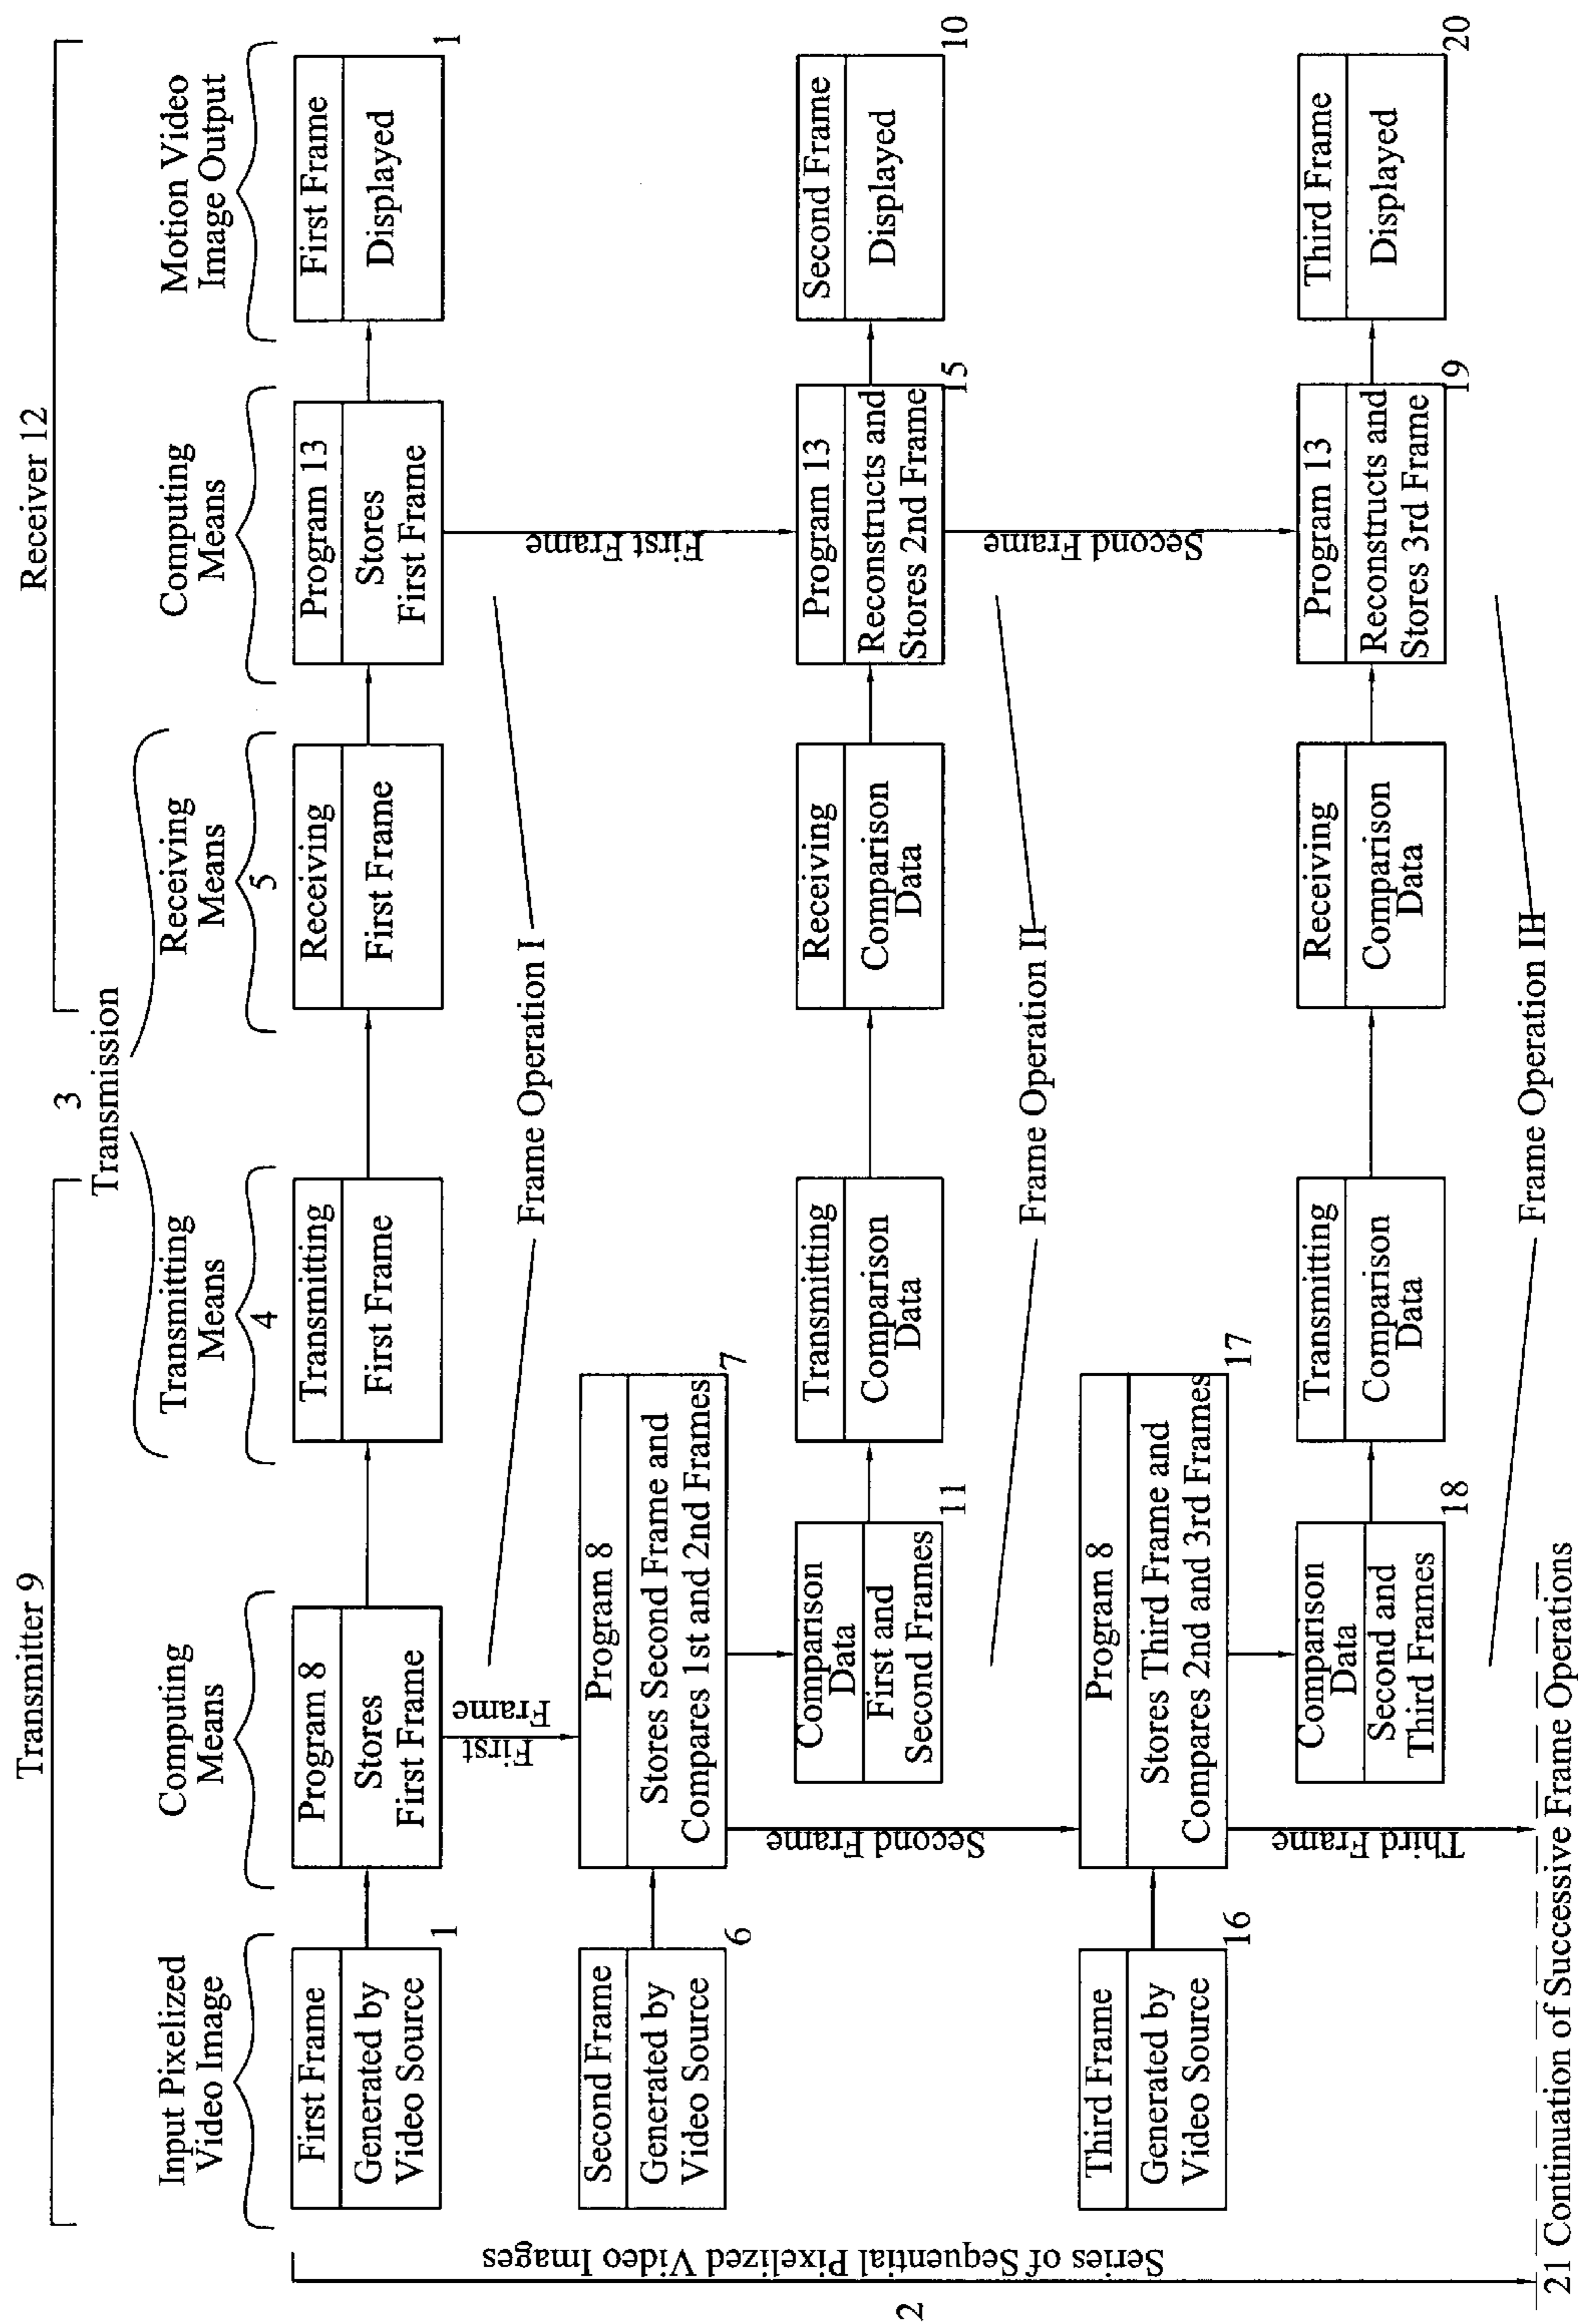 Transmitter 9
3
Transmission
Receiver 12
Input Pixelized
Video Image
Computing
Means
Transmitting
Means
4
Receiving
Means
5
Computing
Means
Motion Video
Image Output
First Frame
Generated by
Video Source
1
Program 8
Stores
First Frame
Transmitting
First Frame
Receiving
First Frame
Program 13
Stores
First Frame
First Frame
Displayed
1
First
Frame
Frame Operation I
First Frame
Second Frame
Generated by
Video Source
6
Program 8
Stores Second Frame and
Compares 1st and 2nd Frames
7
Comparison
Data
First and
Second Frames
11
Transmitting
Comparison
Data
Receiving
Comparison
Data
Program 13
Reconstructs and
Stores 2nd Frame
15
Second Frame
Displayed
10
Second Frame
Frame Operation II
Second Frame
Third Frame
Generated by
Video Source
16
Program 8
Stores Third Frame and
Compares 2nd and 3rd Frames
17
Comparison
Data
Second and
Third Frames
18
Transmitting
Comparison
Data
Receiving
Comparison
Data
Program 13
Reconstructs and
Stores 3rd Frame
19
Third Frame
Displayed
20
Third Frame
Frame Operation IH
2
Series of Sequential Pixelized Video Images
21 Continuation of Successive Frame Operations